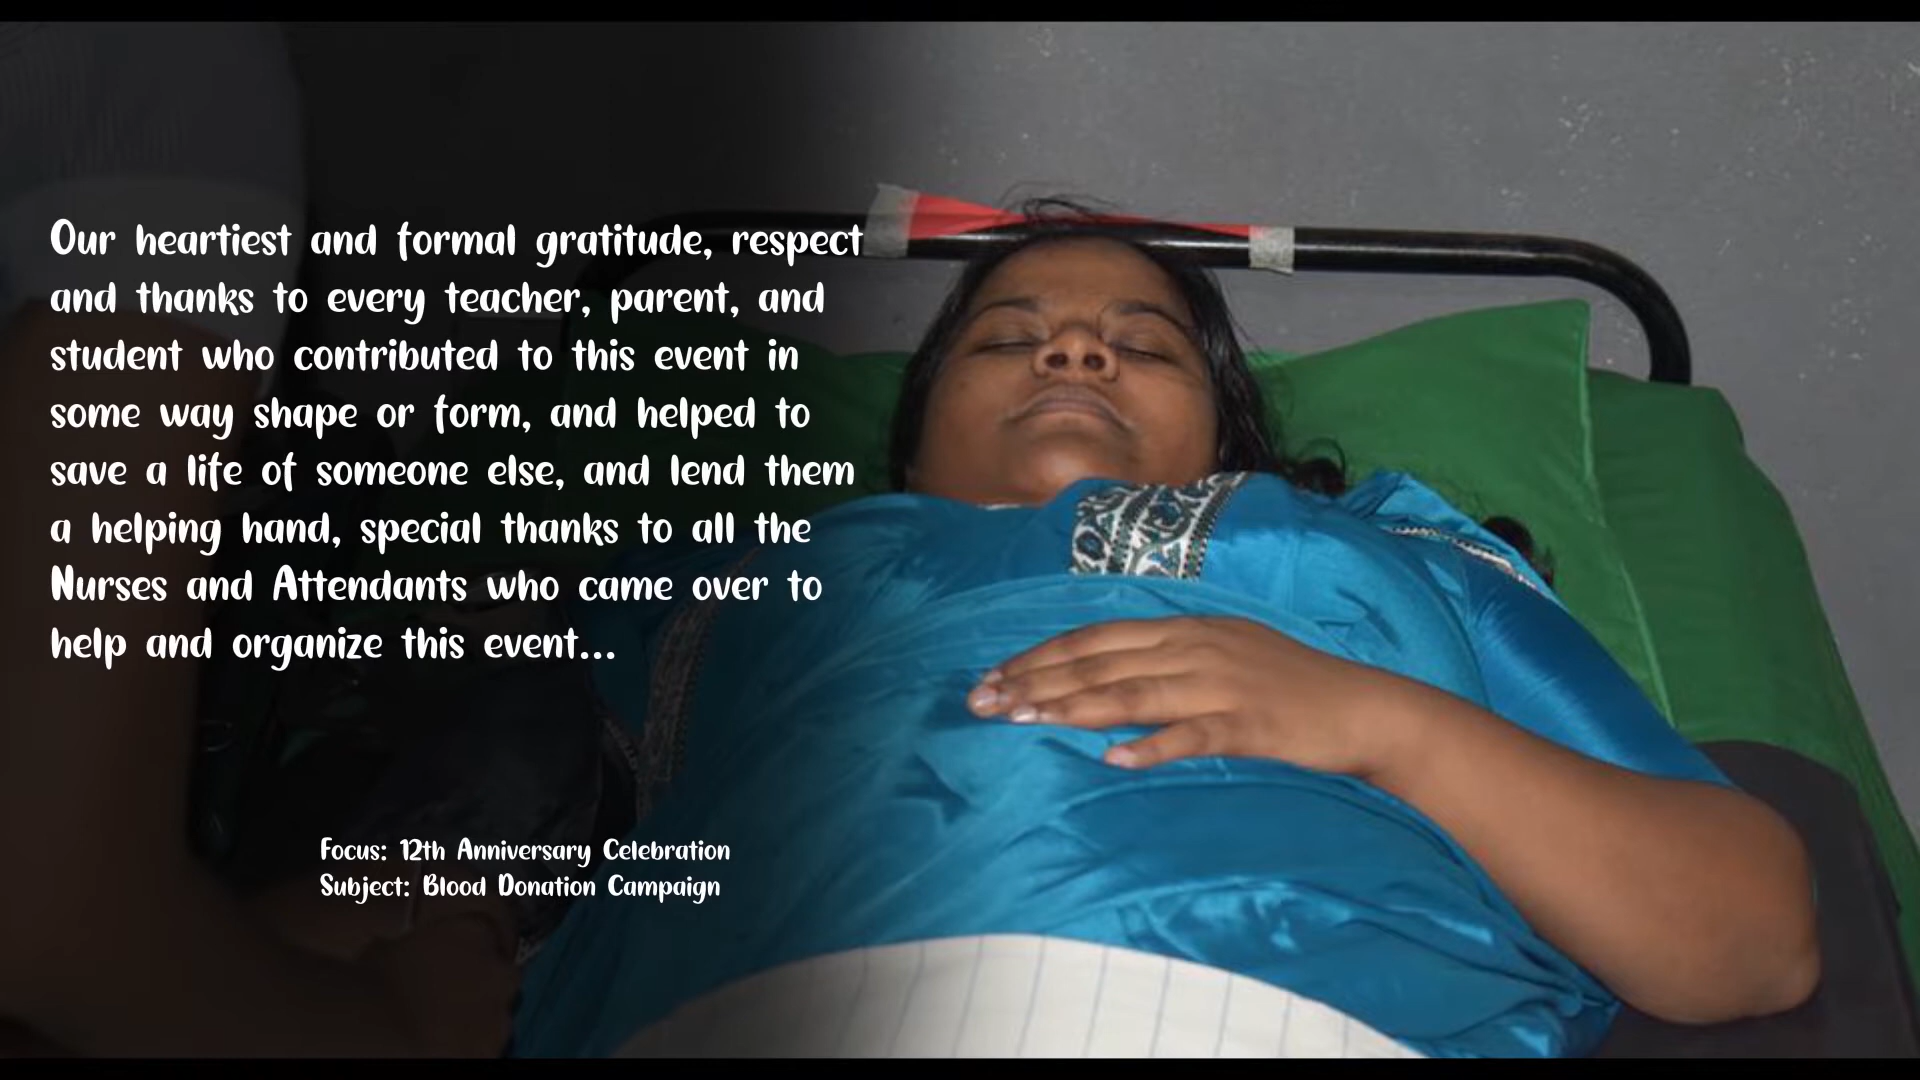 Our heartiest and formal gratitude, respect
and thanks to every teacher, parent, and
student who contributed to this event in
some way shape or form, and helped to
save a life of someone else, and lend them
a helping hand, special thanks to all the
Nurses and Attendants who came over to
help and organize this event...
Focus: 12th Anniversary Celebration
Subject: Blood Donation Campaign